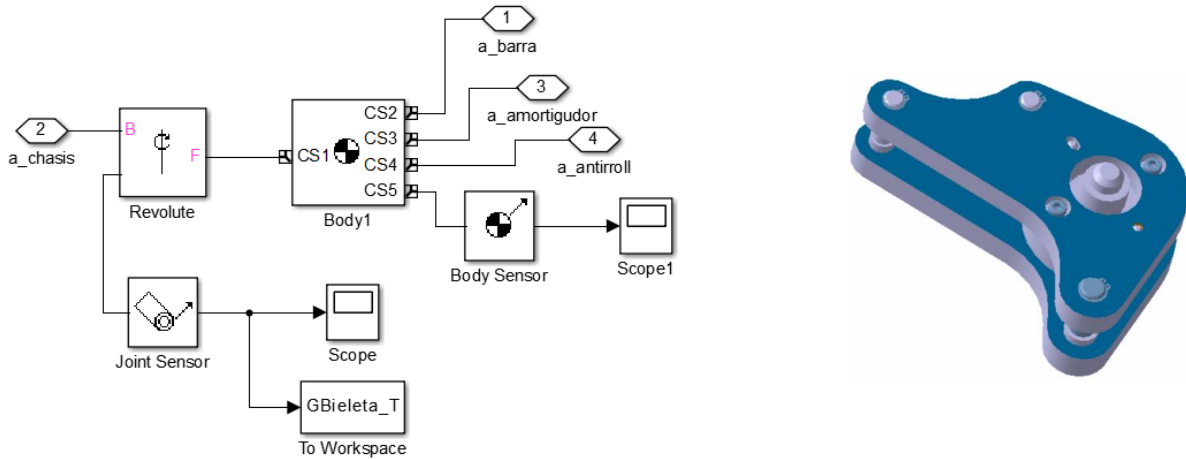 1
a_barra
CS2
3
CS3
a_amortigudor
2
B
4
a_chasis
F
CS1
CS4
a_antirroll
CS5
Revolute
Body1
Body Sensor
Scope1
Joint Sensor
Scope
GBieleta_T
To Workspace